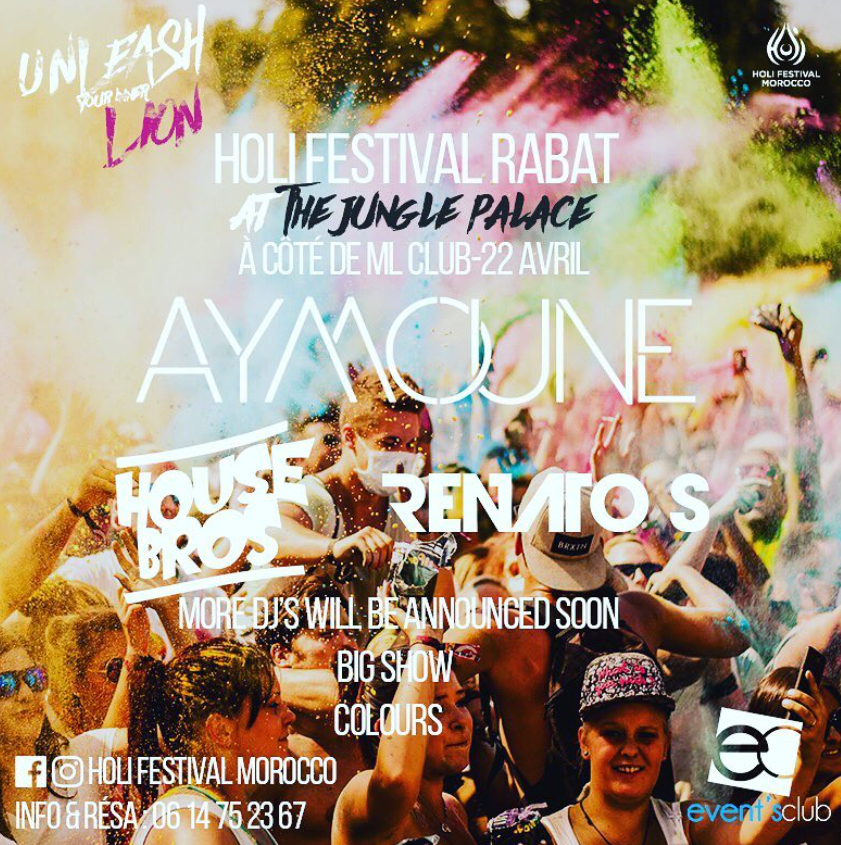 UNLEASH
YOUR INNER
LION
HOLI FESTIVAL
MOROCCO
HOLI FESTIVAL RABAT
AT THE JUNGLE PALACE
À CÔTÉ DE ML CLUB-22 AVRIL
AYMOUNE
HOUSE
BROS
RENATO S
BRXTN
MORE DJ'S WILL BE ANNOUNCED SOON
BIG SHOW
COLOURS
HOLI FESTIVAL MOROCCO
INFO & RÉSA : 06 14 75 23 67
ec
event'sclub